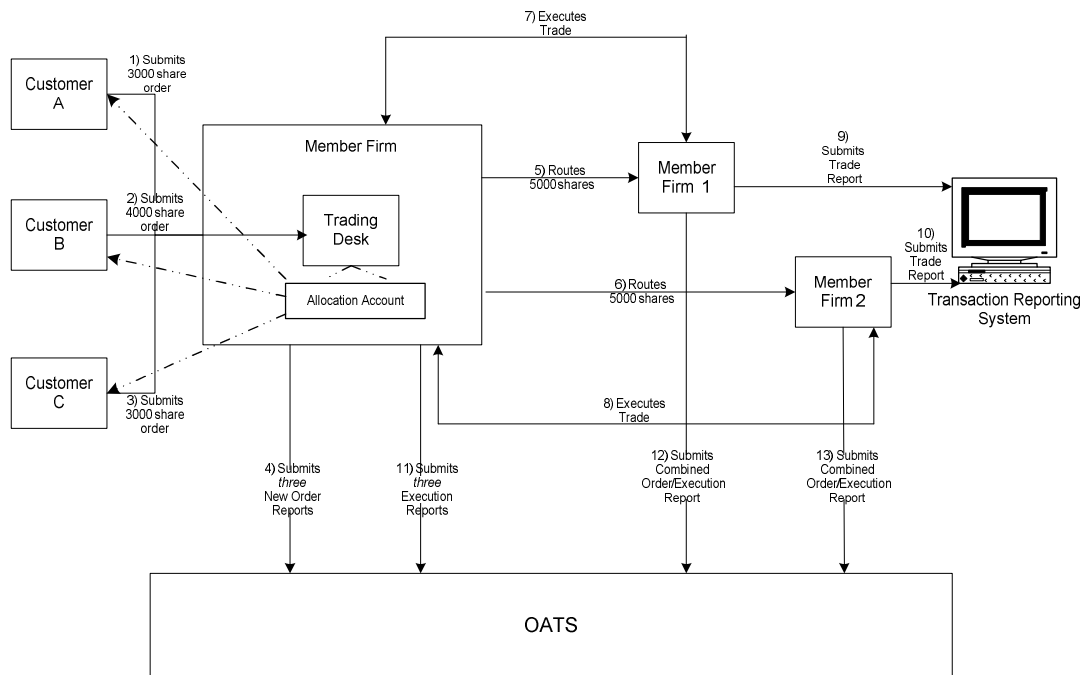 7) Executes
Trade
1) Submits
3000 share
order
Customer
A
Member Firm
9)
Submits
Trade
Report
5) Routes
5000 shares
Member
Firm 1
2) Submits
4000 share
order
Customer
B
Trading
Desk
10)
Submits
Trade
Report
6) Routes
5000 shares
Member
Firm 2
Allocation Account
Transaction Reporting
System
Customer
C
3) Submits
3000 share
order
8) Executes
Trade
4) Submits
three
New Order
Reports
11) Submits
three
Execution
Reports
12) Submits
Combined
Order/Execution
Report
13) Submits
Combined
Order/Execution
Report
OATS